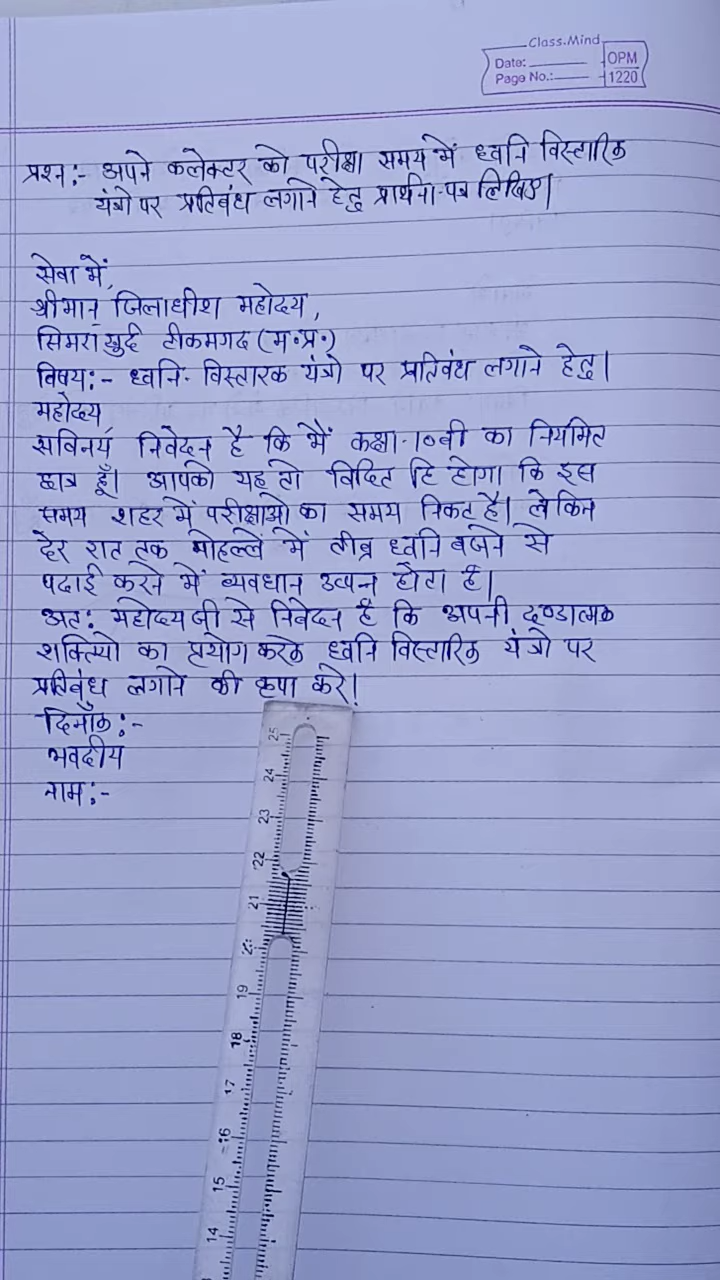 Class.Mind
Date:
OPM
Page No.:
1220
प्रश्न:- अपने कलेक्टर को परीक्षा समय में ध्वनि विस्तारिक
यंत्रो पर प्रतिबंध लगाने हेतु प्रार्थना-पत्र लिखिए।
सेवा में,
श्रीमान् जिलाधीश महोदय,
सिमरा खुर्द टीकमगढ (म.प्र.)
विषय:- ध्वनि- विस्तारक यंत्रो पर प्रतिबंध लगाने हेतु।
महोदय,
सविनय निवेदन है कि मैं कक्षा-10वी का नियमित
छात्र हूँ। आपको यह तो विदित हि होगा कि इस
समय शहर में परीक्षाओ का समय निकट है। लेकिन
देर रात तक मोहल्ले में तीव्र ध्वनि बजने से
पढाई करने में व्यवधान उत्पन होता है।
अत: महोदय जी से निवेदन है कि अपनी दण्डात्मक
शक्तियो का प्रयोग करके ध्वनि विस्तारिक यंत्रो पर
प्रतिबंध लगाने की कृपा करे।
दिनाँक:-
भवदीय
नाम:-
25
24
23
22
21
20
19
18
17
16
15
14